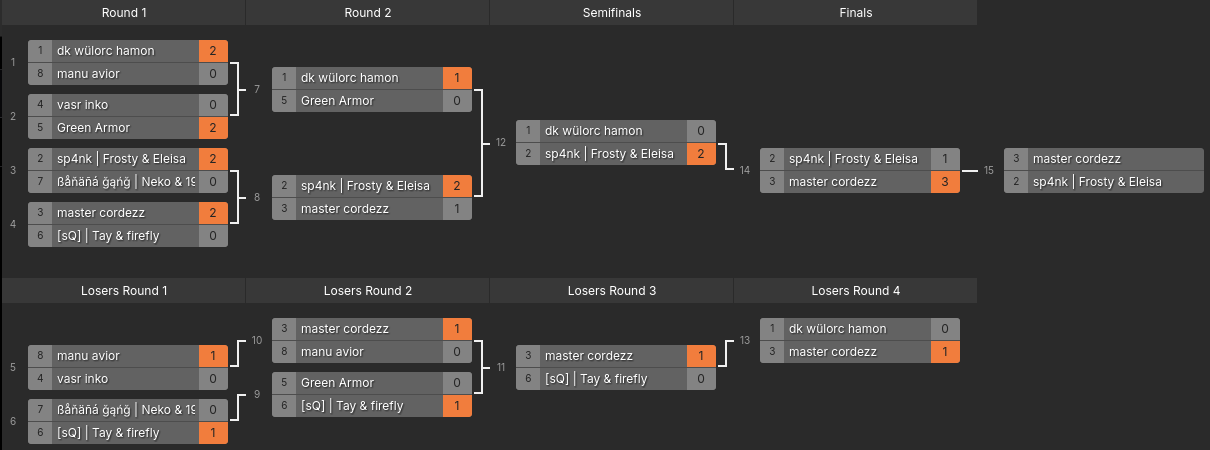 Round 1
Round 2
Semifinals
Finals
1
1 dk wülorc hamon 2
8 manu avior 0
2
4 vasr inko 0
5 Green Armor 2
3
2 sp4nk | Frosty & Eleisa 2
7 ßåñäñá ğąńğ | Neko & 19 0
4
3 master cordezz 2
6 [sQ] | Tay & firefly 0
7
1 dk wülorc hamon 1
5 Green Armor 0
8
2 sp4nk | Frosty & Eleisa 2
3 master cordezz 1
12
1 dk wülorc hamon 0
2 sp4nk | Frosty & Eleisa 2
14
2 sp4nk | Frosty & Eleisa 1
3 master cordezz 3
15
3 master cordezz
2 sp4nk | Frosty & Eleisa
Losers Round 1
Losers Round 2
Losers Round 3
Losers Round 4
5
8 manu avior 1
4 vasr inko 0
6
7 ßåñäñá ğąńğ | Neko & 19 0
6 [sQ] | Tay & firefly 1
10
3 master cordezz 1
8 manu avior 0
9
5 Green Armor 0
6 [sQ] | Tay & firefly 1
11
3 master cordezz 1
6 [sQ] | Tay & firefly 0
13
1 dk wülorc hamon 0
3 master cordezz 1